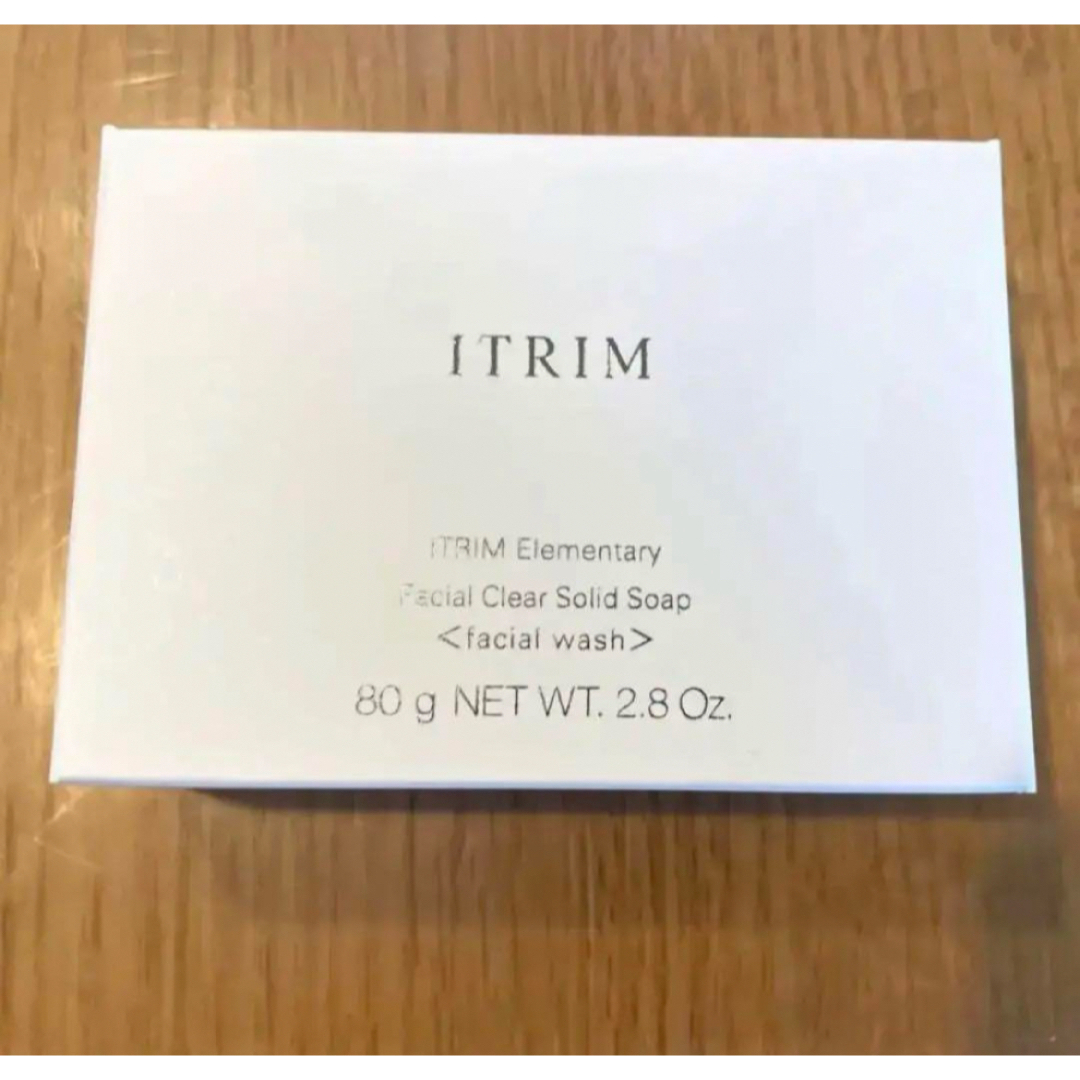 ITRIM
ITRIM Elementary
Facial Clear Solid Soap
<facial wash>
80 g NET WT. 2.8 Oz.